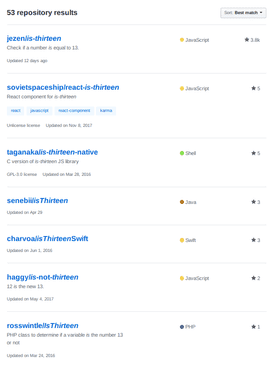 53 repository results
Sort: Best match
jezen/is-thirteen
JavaScript
3.8k
Check if a number is equal to 13.
Updated 12 days ago
sovietspaceship/react-is-thirteen
JavaScript
5
React component for is-thirteen
react javascript react-component karma
Unlicense license Updated on Nov 8, 2017
taganaka/is-thirteen-native
Shell
5
C version of is-thirteen JS library
GPL-3.0 license Updated on Mar 28, 2016
senebii/isThirteen
Java
3
Updated on Apr 29
charvoa/isThirteenSwift
Swift
3
Updated on Jun 1, 2016
haggy/is-not-thirteen
JavaScript
2
12 is the new 13.
Updated on May 4, 2017
rosswintle/IsThirteen
PHP
1
PHP class to determine if a variable is the number 13
or not
Updated on Mar 24, 2016